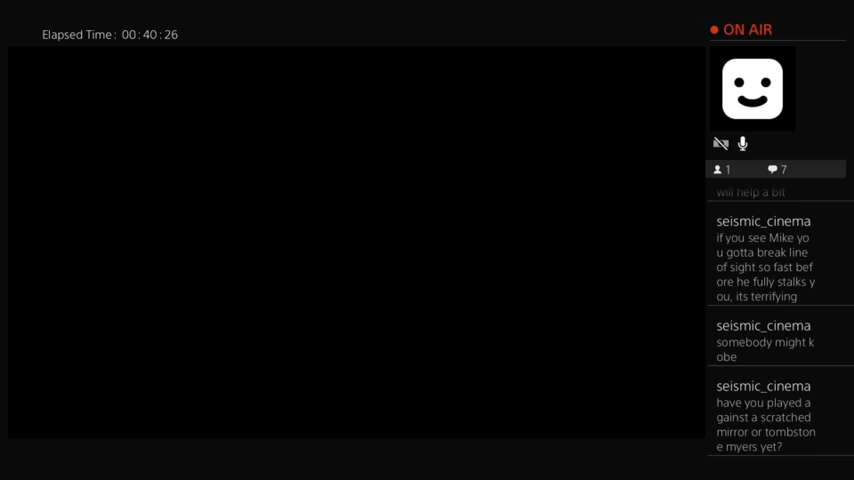 Elapsed Time: 00:40:26
ON AIR
1
7
will help a bit
seismic_cinema
if you see Mike yo
u gotta break line
of sight so fast bef
ore he fully stalks y
ou, its terrifying
seismic_cinema
somebody might k
obe
seismic_cinema
have you played a
gainst a scratched
mirror or tombston
e myers yet?